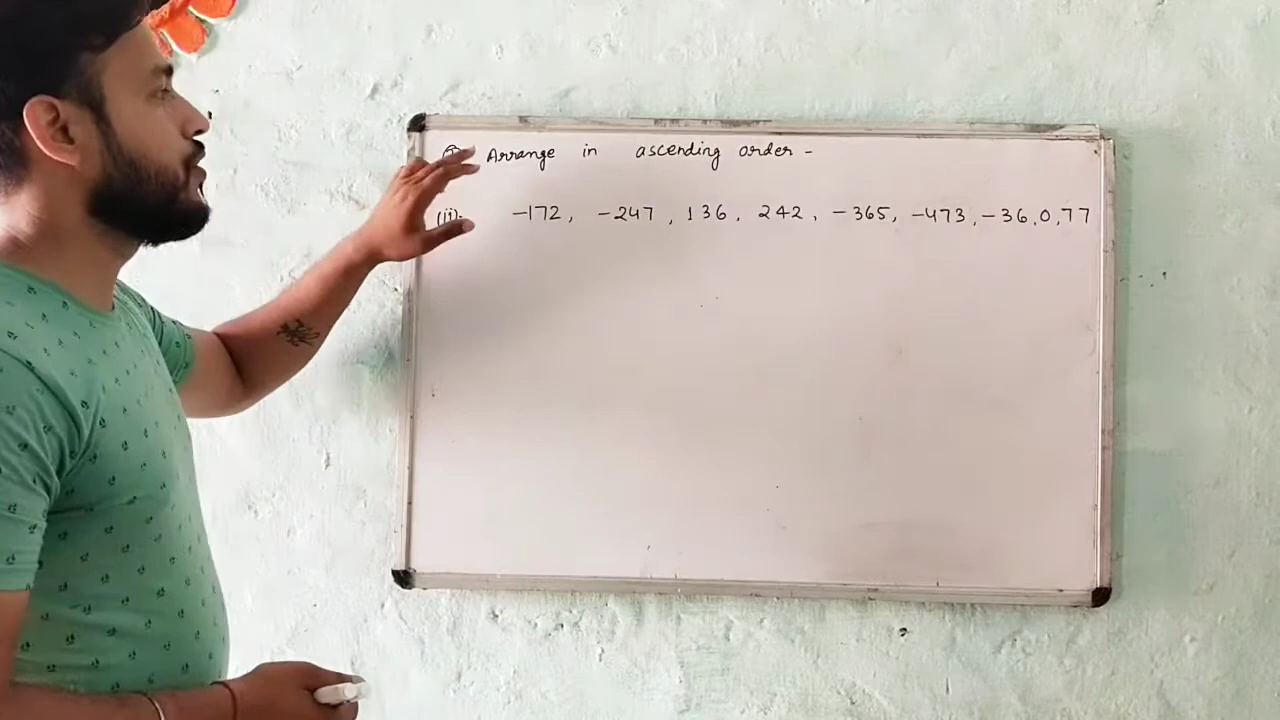 Arrange in ascending order -
(ii)- -172, -247, 136, 242, -365, -473, -36, 0, 77